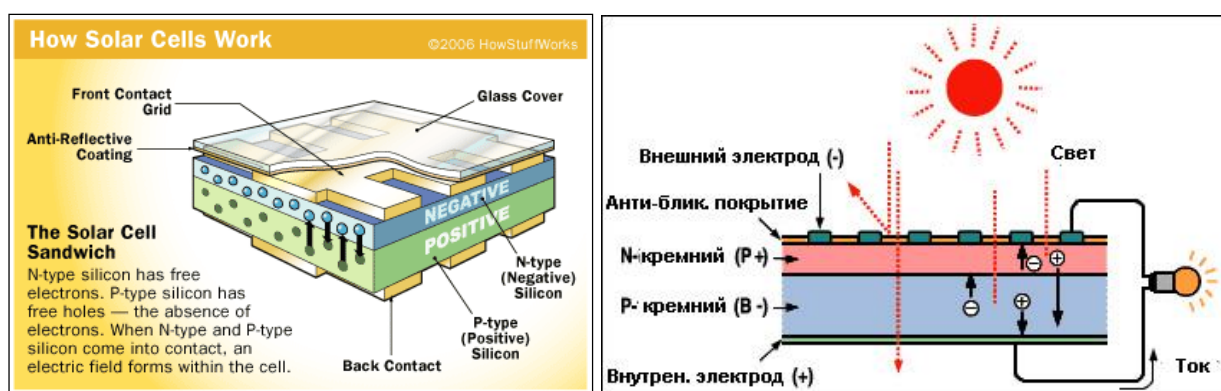 How Solar Cells Work
©2006 HowStuffWorks
Front Contact
Grid
Glass Cover
Anti-Reflective
Coating
NEGATIVE
POSITIVE
The Solar Cell
Sandwich
N-type silicon has free
electrons. P-type silicon has
free holes — the absence of
electrons. When N-type and P-type
silicon come into contact, an
electric field forms within the cell.
N-type
(Negative)
Silicon
P-type
(Positive)
Silicon
Back Contact
Внешний электрод (-)
Свет
Анти-блик. покрытие
N-кремний (P+)
P- кремний (B -)
Внутрен. электрод (+)
Ток